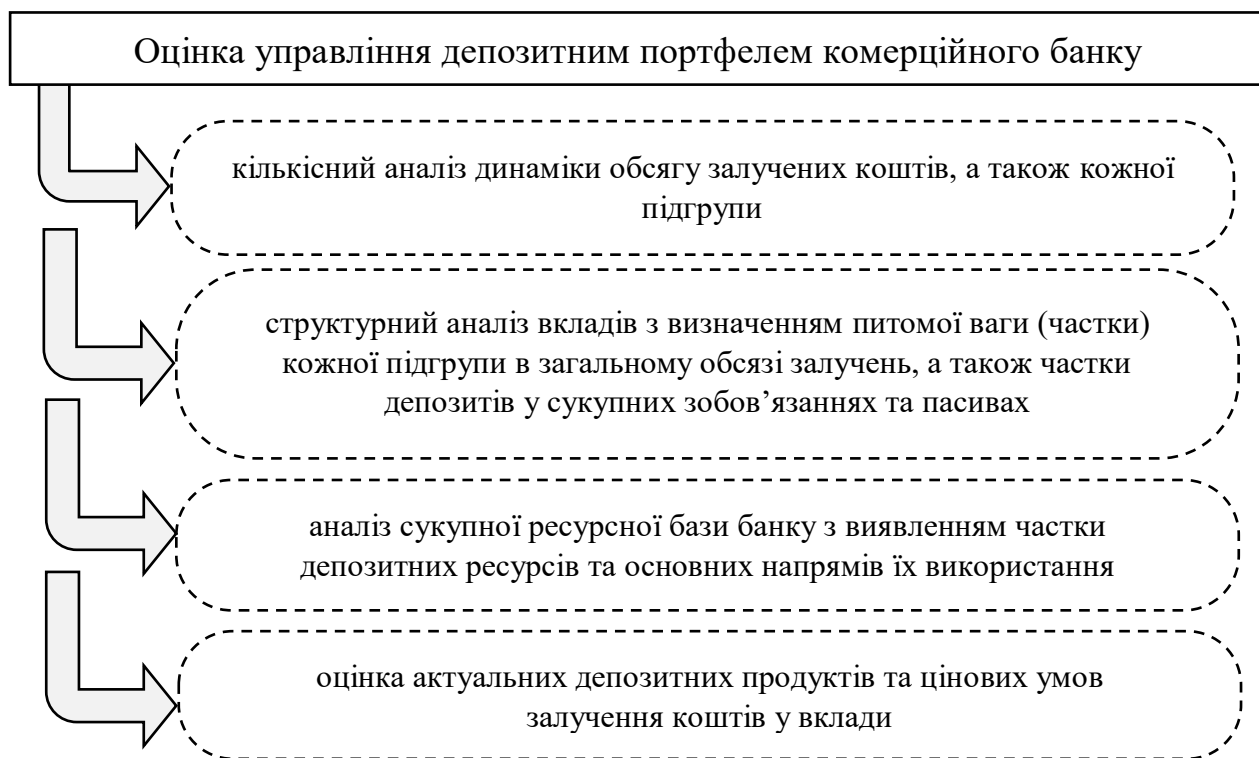 Оцінка управління депозитним портфелем комерційного банку
кількісний аналіз динаміки обсягу залучених коштів, а також кожної
підгрупи
структурний аналіз вкладів з визначенням питомої ваги (частки)
кожної підгрупи в загальному обсязі залучень, а також частки
депозитів у сукупних зобов’язаннях та пасивах
аналіз сукупної ресурсної бази банку з виявленням частки
депозитних ресурсів та основних напрямів їх використання
оцінка актуальних депозитних продуктів та цінових умов
залучення коштів у вклади